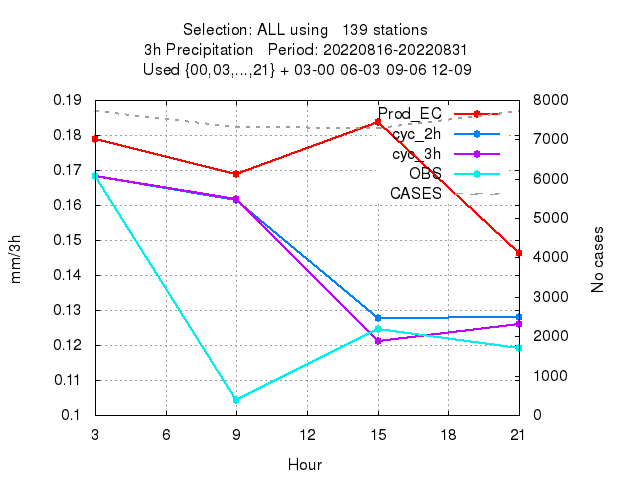 Selection: ALL using   139 stations
3h Precipitation   Period: 20220816-20220831
Used {00,03,...,21} + 03-00 06-03 09-06 12-09
0.19
0.18
0.17
0.16
0.15
0.14
0.13
0.12
0.11
0.1
mm/3h
8000
7000
6000
5000
4000
3000
2000
1000
0
No cases
Prod_EC
cyc_2h
cyc_3h
OBS
CASES
3 6 9 12 15 18 21
Hour